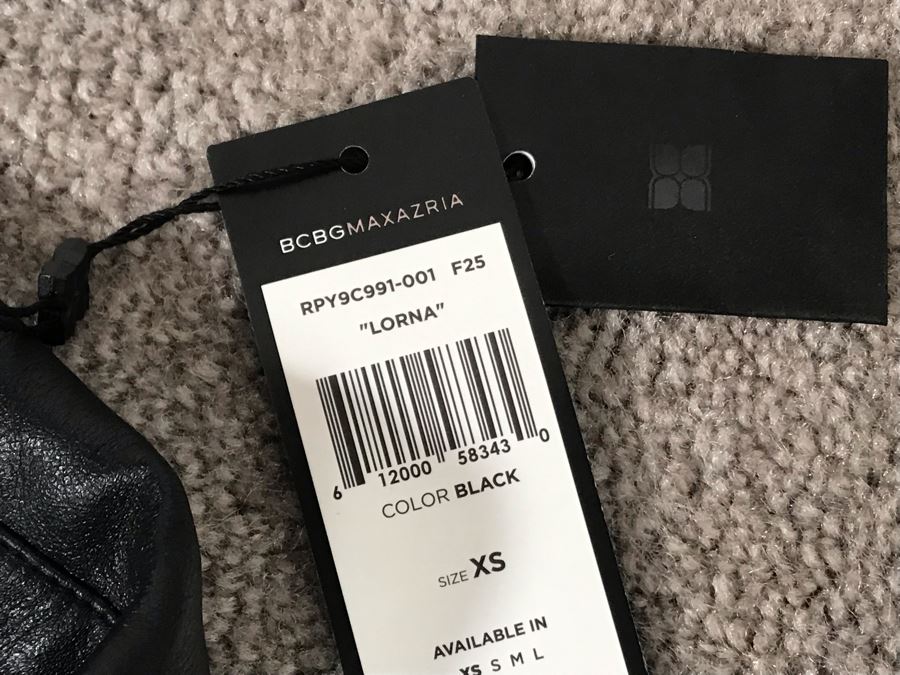 BCBGMAXAZRIA
RPY9C991-001 F25
"LORNA"
6 12000 58343 0
COLOR BLACK
SIZE XS
AVAILABLE IN
XS S M L